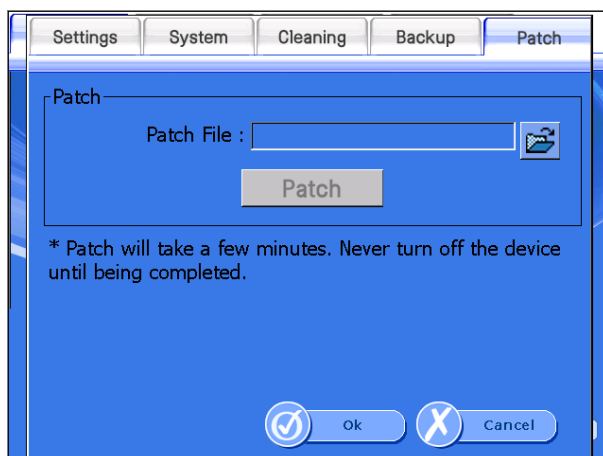 Settings System Cleaning Backup Patch
Patch
Patch File :
Patch
* Patch will take a few minutes. Never turn off the device
until being completed.
Ok Cancel